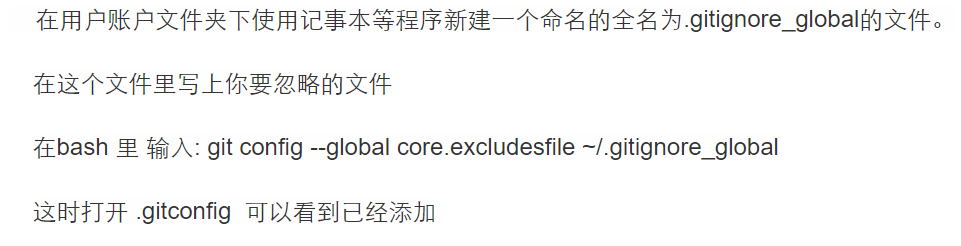 在用户账户文件夹下使用记事本等程序新建一个命名的全名为.gitignore_global的文件。
在这个文件里写上你要忽略的文件
在bash 里 输入: git config --global core.excludesfile ~/.gitignore_global
这时打开 .gitconfig  可以看到已经添加